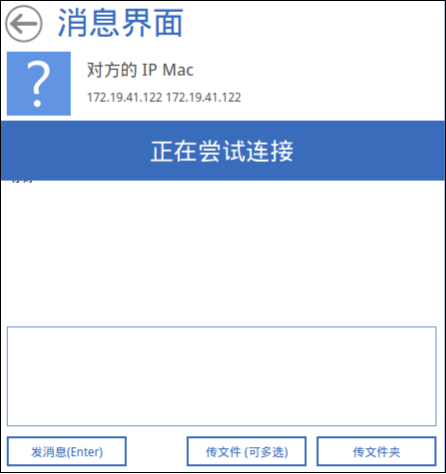 消息界面
?
对方的 IP Mac
172.19.41.122 172.19.41.122
正在尝试连接
发消息(Enter)
传文件 (可多选)
传文件夹